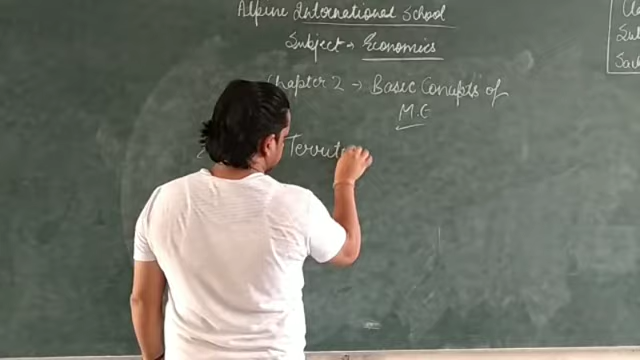 Alpine International School
Subject → Economics
Chapter 2 → Basic Concepts of
M.E
Territ